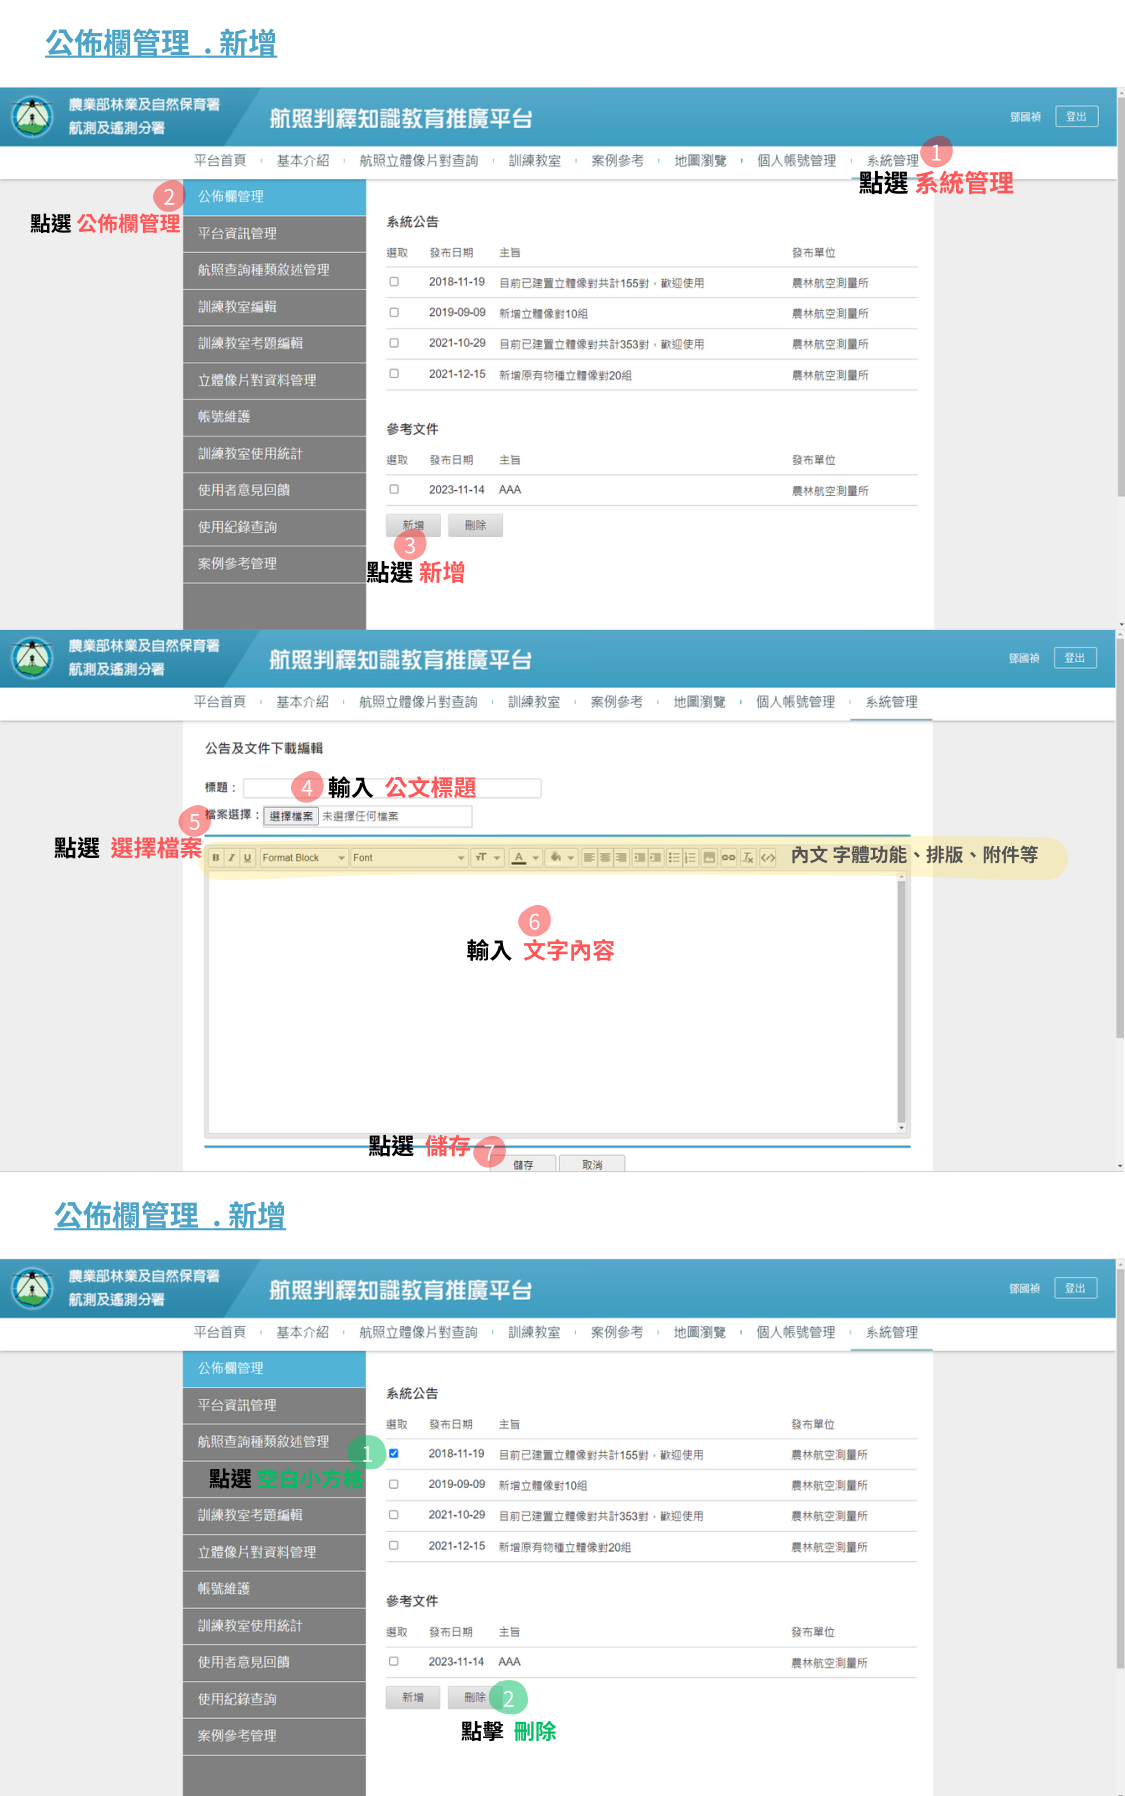 公佈欄管理 . 新增
農業部林業及自然保育署
航測及遙測分署
航照判釋知識教育推廣平台
鄧國禎 登出
平台首頁 基本介紹 航照立體像片對查詢 訓練教室 案例參考 地圖瀏覽 個人帳號管理 系統管理
1
點選 系統管理
2
點選 公佈欄管理
公佈欄管理
平台資訊管理
航照查詢種類敘述管理
訓練教室編輯
訓練教室考題編輯
立體像片對資料管理
帳號維護
訓練教室使用統計
使用者意見回饋
使用紀錄查詢
案例參考管理
系統公告
選取 發布日期 主旨 發布單位
2018-11-19 目前已建置立體像對共計155對，歡迎使用 農林航空測量所
2019-09-09 新增立體像對10組 農林航空測量所
2021-10-29 目前已建置立體像對共計353對，歡迎使用 農林航空測量所
2021-12-15 新增原有物種立體像對20組 農林航空測量所
參考文件
選取 發布日期 主旨 發布單位
2023-11-14 AAA 農林航空測量所
新增 刪除
3
點選 新增
農業部林業及自然保育署
航測及遙測分署
航照判釋知識教育推廣平台
鄧國禎 登出
平台首頁 基本介紹 航照立體像片對查詢 訓練教室 案例參考 地圖瀏覽 個人帳號管理 系統管理
公告及文件下載編輯
標題：
4 輸入 公文標題
5
檔案選擇： 選擇檔案 未選擇任何檔案
點選 選擇檔案
B I U Format Block Font TT A
內文 字體功能、排版、附件等
6
輸入 文字內容
點選 儲存 7
儲存 取消
公佈欄管理 . 新增
農業部林業及自然保育署
航測及遙測分署
航照判釋知識教育推廣平台
鄧國禎 登出
平台首頁 基本介紹 航照立體像片對查詢 訓練教室 案例參考 地圖瀏覽 個人帳號管理 系統管理
公佈欄管理
平台資訊管理
航照查詢種類敘述管理
1
點選 空白小方格
訓練教室考題編輯
立體像片對資料管理
帳號維護
訓練教室使用統計
使用者意見回饋
使用紀錄查詢
案例參考管理
系統公告
選取 發布日期 主旨 發布單位
2018-11-19 目前已建置立體像對共計155對，歡迎使用 農林航空測量所
2019-09-09 新增立體像對10組 農林航空測量所
2021-10-29 目前已建置立體像對共計353對，歡迎使用 農林航空測量所
2021-12-15 新增原有物種立體像對20組 農林航空測量所
參考文件
選取 發布日期 主旨 發布單位
2023-11-14 AAA 農林航空測量所
新增 刪除
2
點擊 刪除